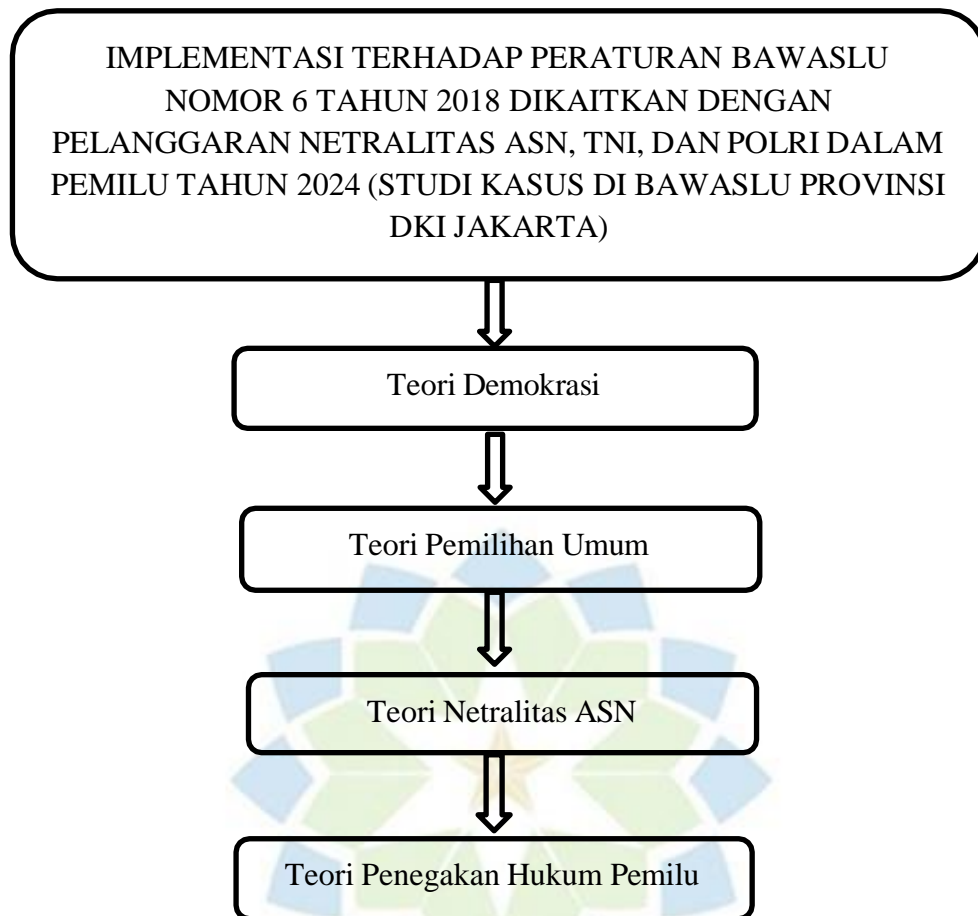 IMPLEMENTASI TERHADAP PERATURAN BAWASLU
NOMOR 6 TAHUN 2018 DIKAITKAN DENGAN
PELANGGARAN NETRALITAS ASN, TNI, DAN POLRI DALAM
PEMILU TAHUN 2024 (STUDI KASUS DI BAWASLU PROVINSI
DKI JAKARTA)
Teori Demokrasi
Teori Pemilihan Umum
Teori Netralitas ASN
Teori Penegakan Hukum Pemilu